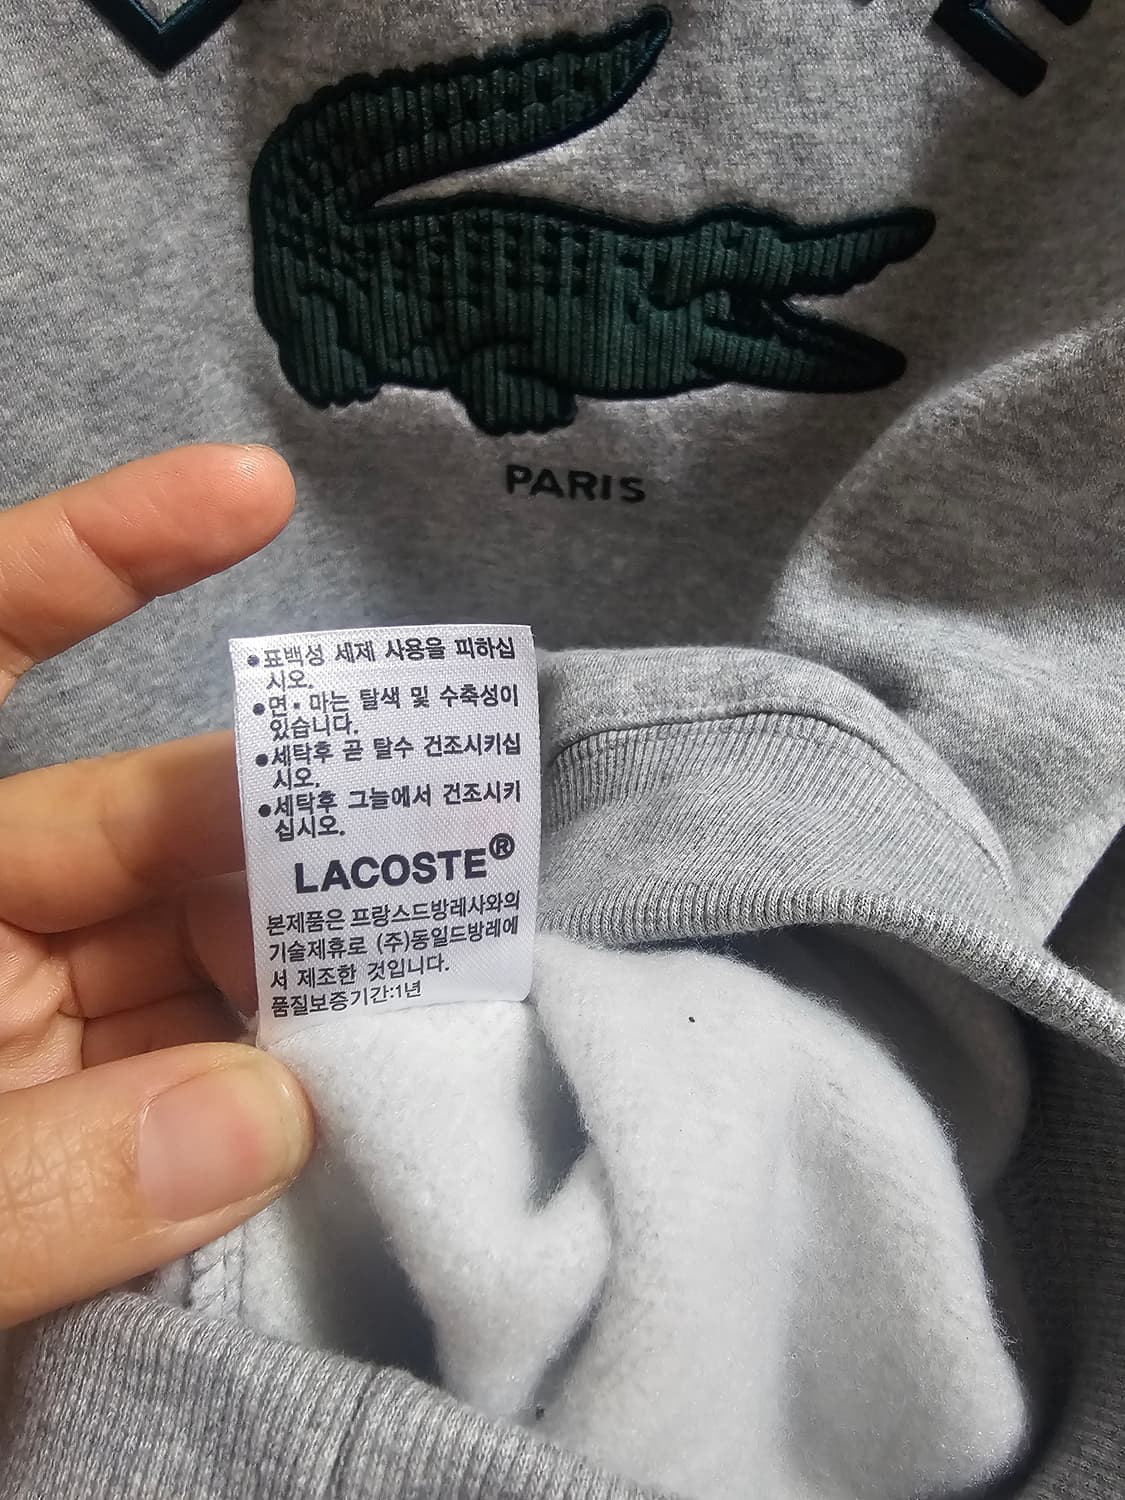 PARIS
●표백성 세제 사용을 피하십
시오.
●면·마는 탈색 및 수축성이
있습니다.
●세탁후 곧 탈수 건조시키십
시오.
●세탁후 그늘에서 건조시키
십시오.
LACOSTE®
본제품은 프랑스드방레사와의
기술제휴로 (주)동일드방레에
서 제조한 것입니다.
품질보증기간:1년